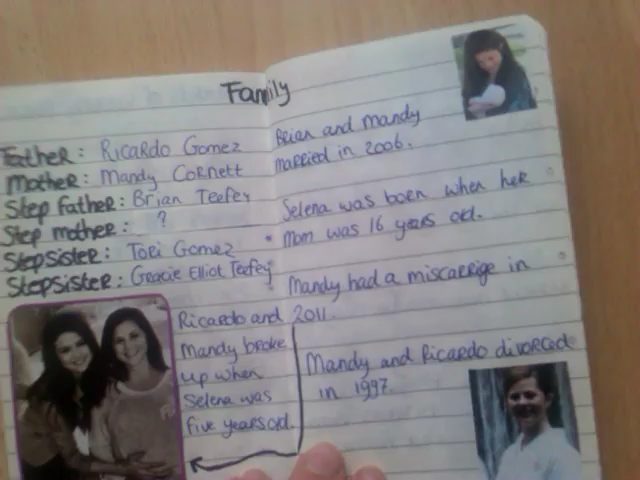 Family
Father: Ricardo Gomez
Mother: Mandy Cornett
Step father: Brian Teefey
Step mother: ?
Stepsister: Tori Gomez
Stepsister: Gracie Elliot Teefey
Ricardo and
Mandy broke
up when
Selena was
five years old.
Brian and Mandy
married in 2006.
Selena was born when her
mom was 16 years old.
Mandy had a miscarrige in
2011.
Mandy and Ricardo divorced
in 1997.